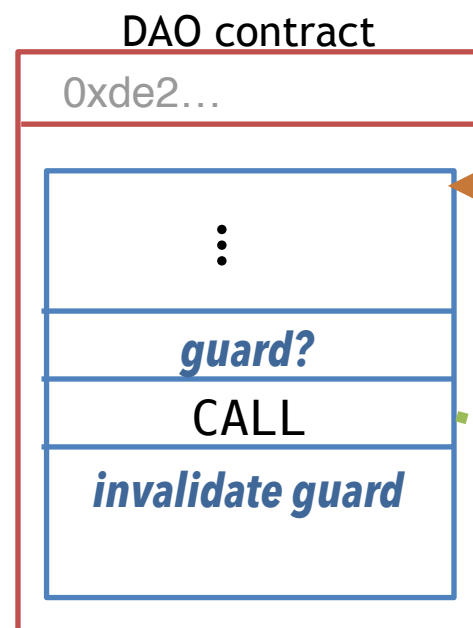 DAO contract
0xde2...
⋮
guard?
CALL
invalidate guard